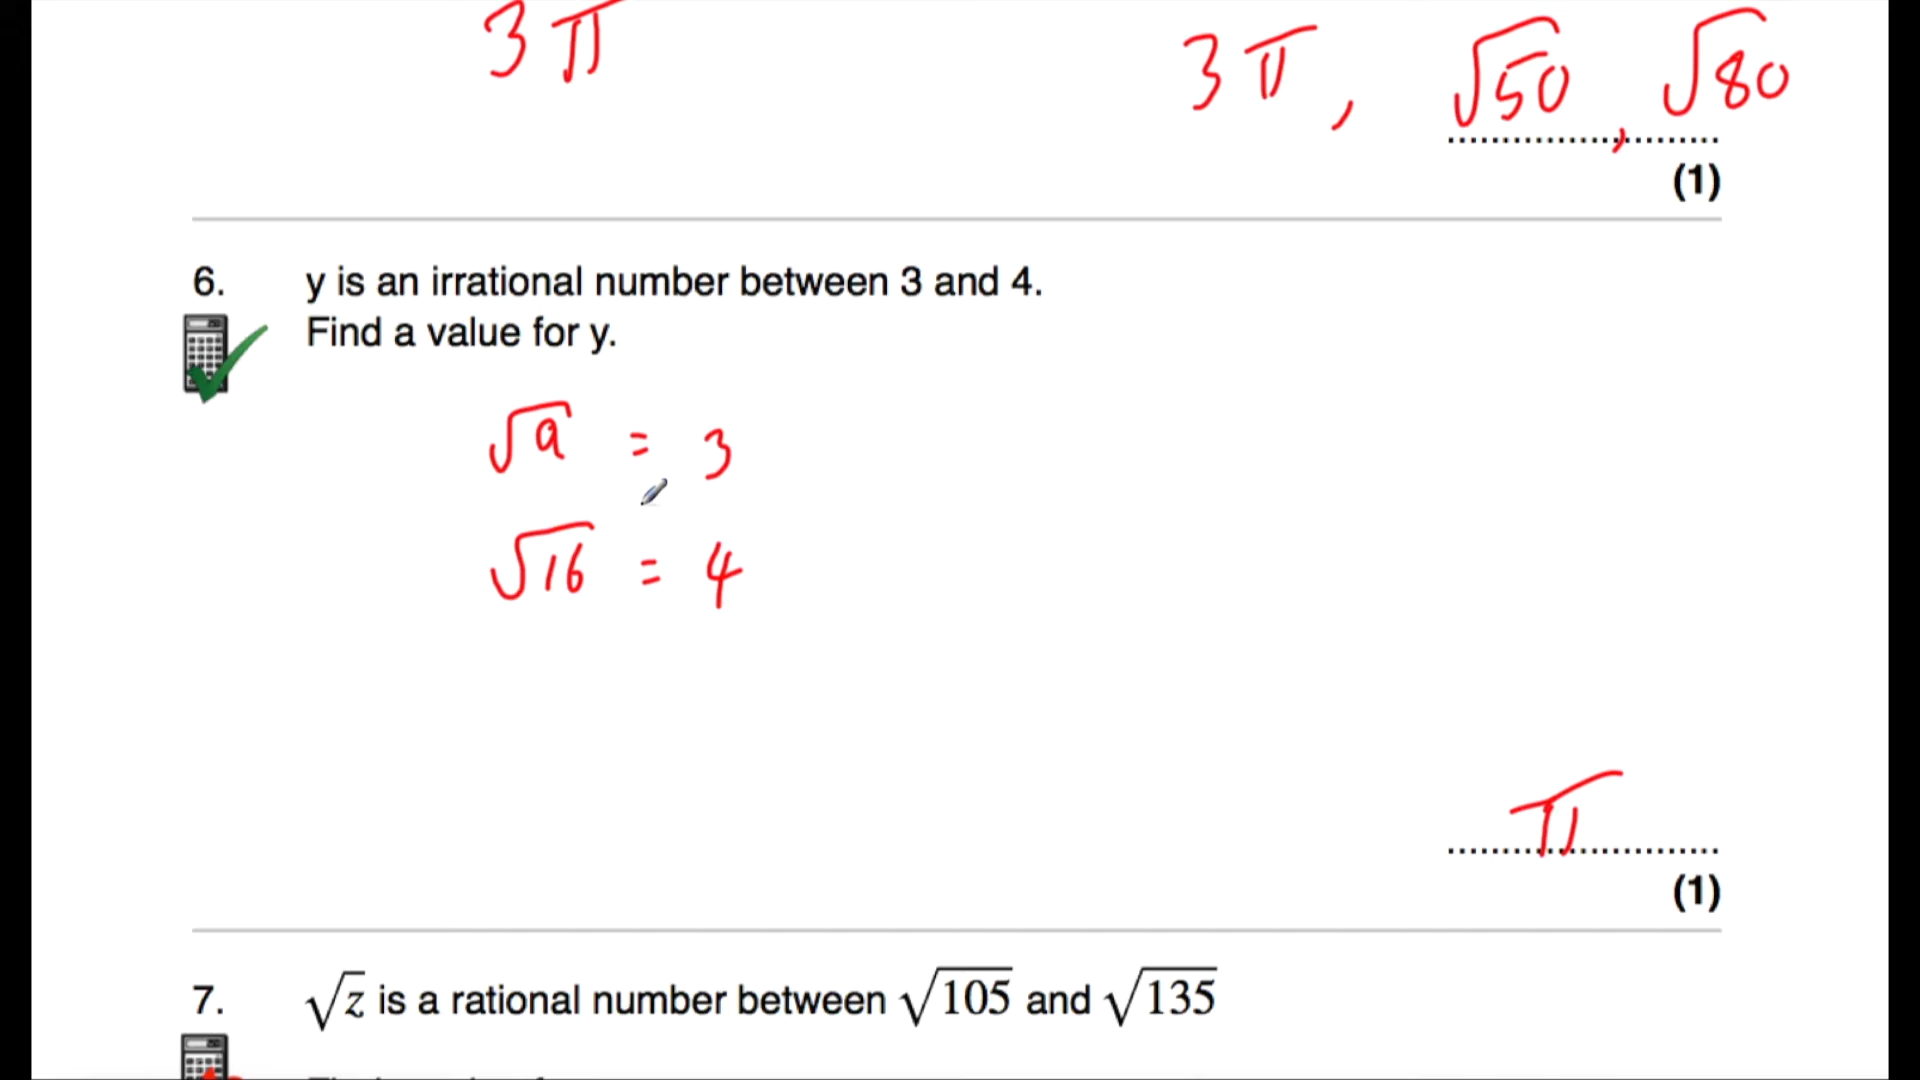 3π
3π, √50, √80
(1)
6. y is an irrational number between 3 and 4.
Find a value for y.
√9 = 3
√16 = 4
π
(1)
7. √z is a rational number between √105 and √135